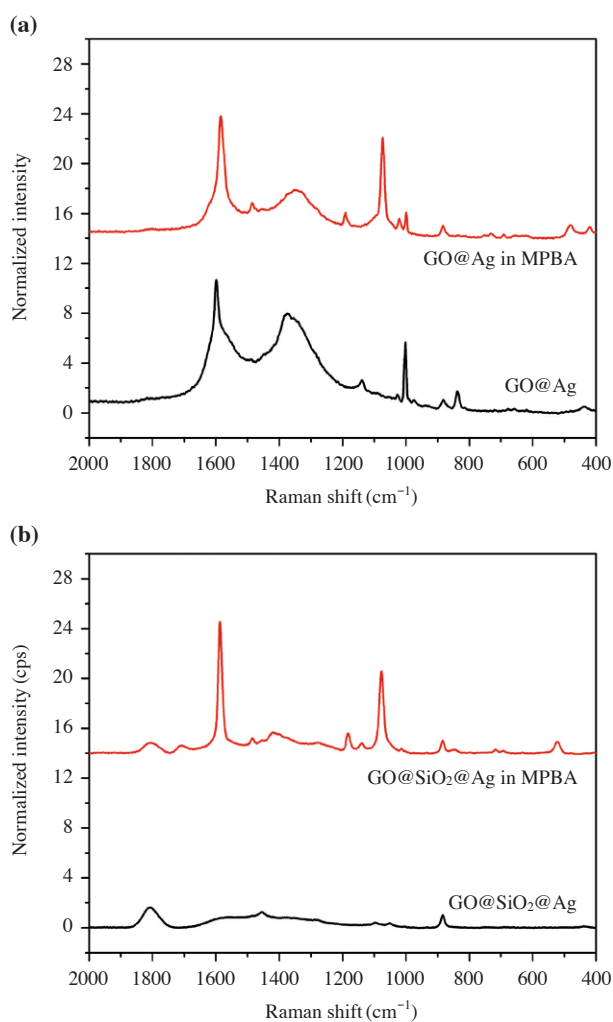 (a)
28
24
20
16
12
8
4
0
Normalized intensity
GO@Ag in MPBA
GO@Ag
2000 1800 1600 1400 1200 1000 800 600 400
Raman shift (cm⁻¹)
(b)
28
24
20
16
12
8
4
0
Normalized intensity (cps)
GO@SiO₂@Ag in MPBA
GO@SiO₂@Ag
2000 1800 1600 1400 1200 1000 800 600 400
Raman shift (cm⁻¹)